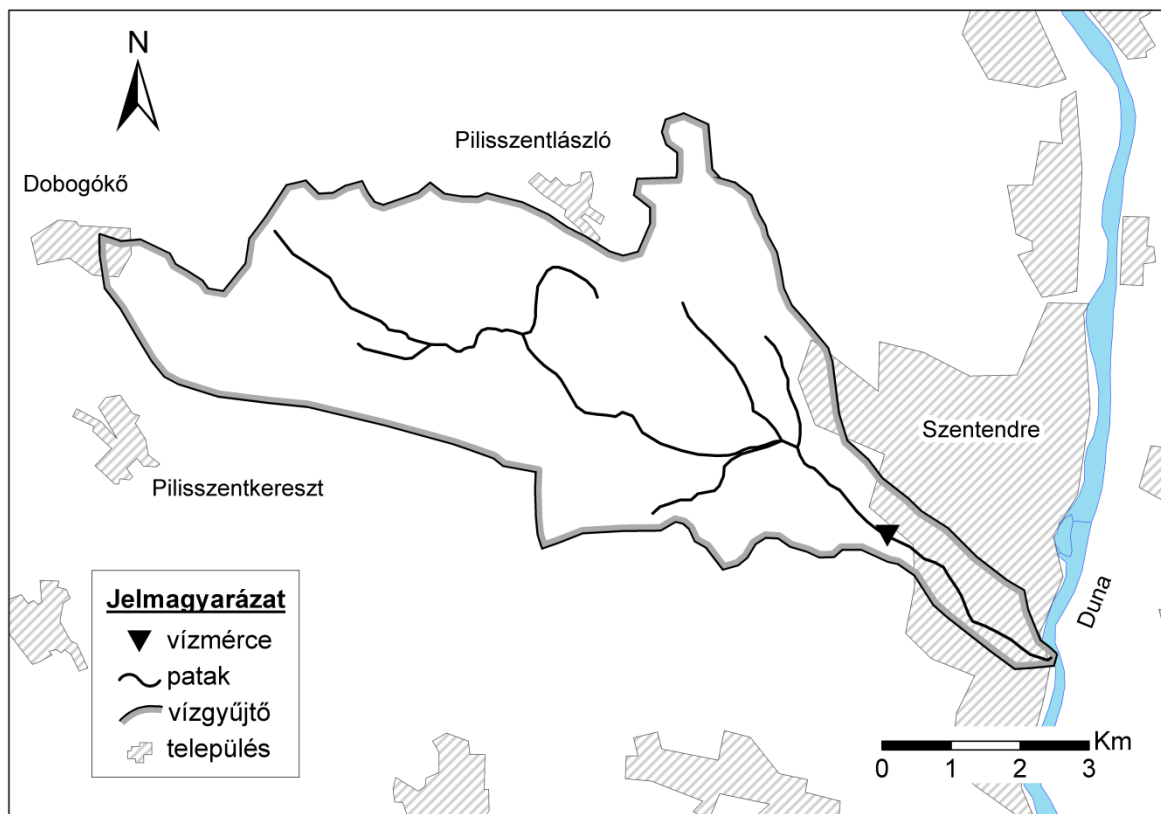 N
Pilisszentlászló
Dobogókő
Szentendre
Pilisszentkereszt
Duna
Jelmagyarázat
vízmérce
patak
vízgyűjtő
település
Km
0 1 2 3